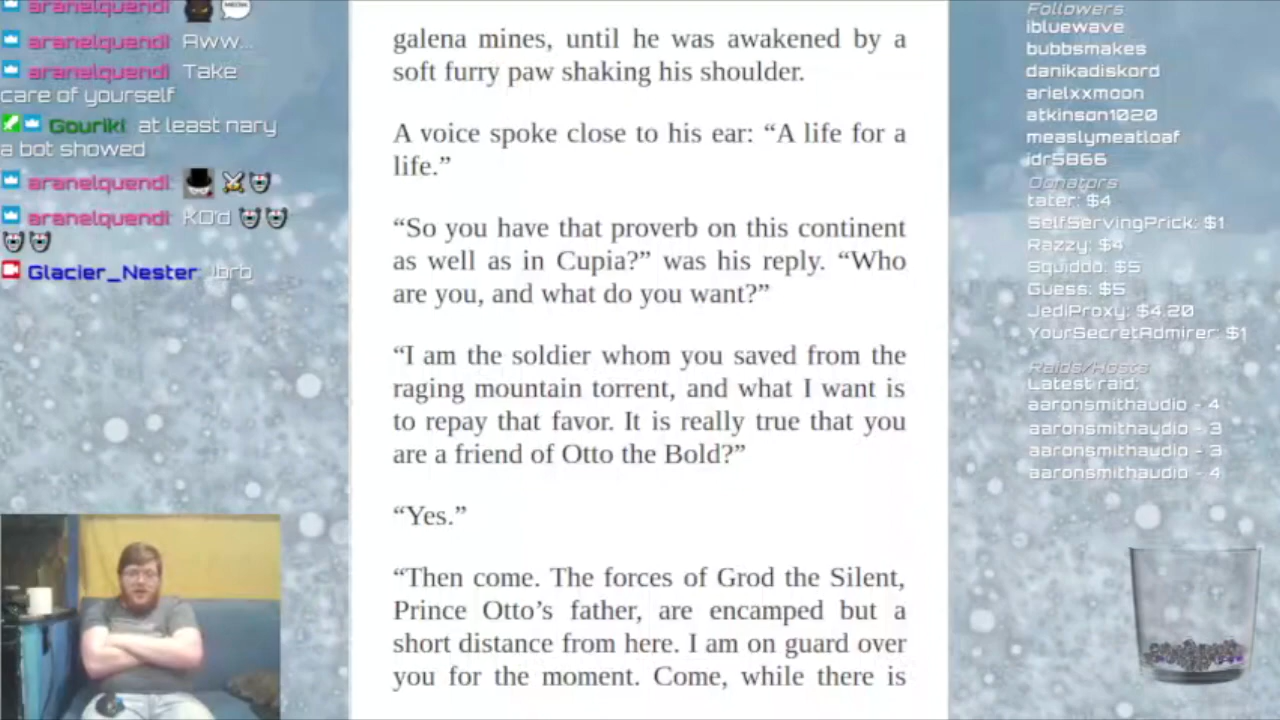 aranelquendi
aranelquendi: Aww...
aranelquendi: Take
care of yourself
Gouriki: at least nary
a bot showed
aranelquendi:
aranelquendi: KO'd
Glacier_Nester: !brb
galena mines, until he was awakened by a
soft furry paw shaking his shoulder.
A voice spoke close to his ear: “A life for a
life.”
“So you have that proverb on this continent
as well as in Cupia?” was his reply. “Who
are you, and what do you want?”
“I am the soldier whom you saved from the
raging mountain torrent, and what I want is
to repay that favor. It is really true that you
are a friend of Otto the Bold?”
“Yes.”
“Then come. The forces of Grod the Silent,
Prince Otto’s father, are encamped but a
short distance from here. I am on guard over
you for the moment. Come, while there is
Followers
ibluewave
bubbsmakes
danikadiskord
arielxxmoon
atkinson1020
measlymeatloaf
idr5866
Donators
tater: $4
SelfServingPrick: $1
Razzy: $4
Squidda: $5
Guess: $5
JediProxy: $4.20
YourSecretAdmirer: $1
Raids/Hosts
Latest raid:
aaronsmithaudio - 4
aaronsmithaudio - 3
aaronsmithaudio - 3
aaronsmithaudio - 4